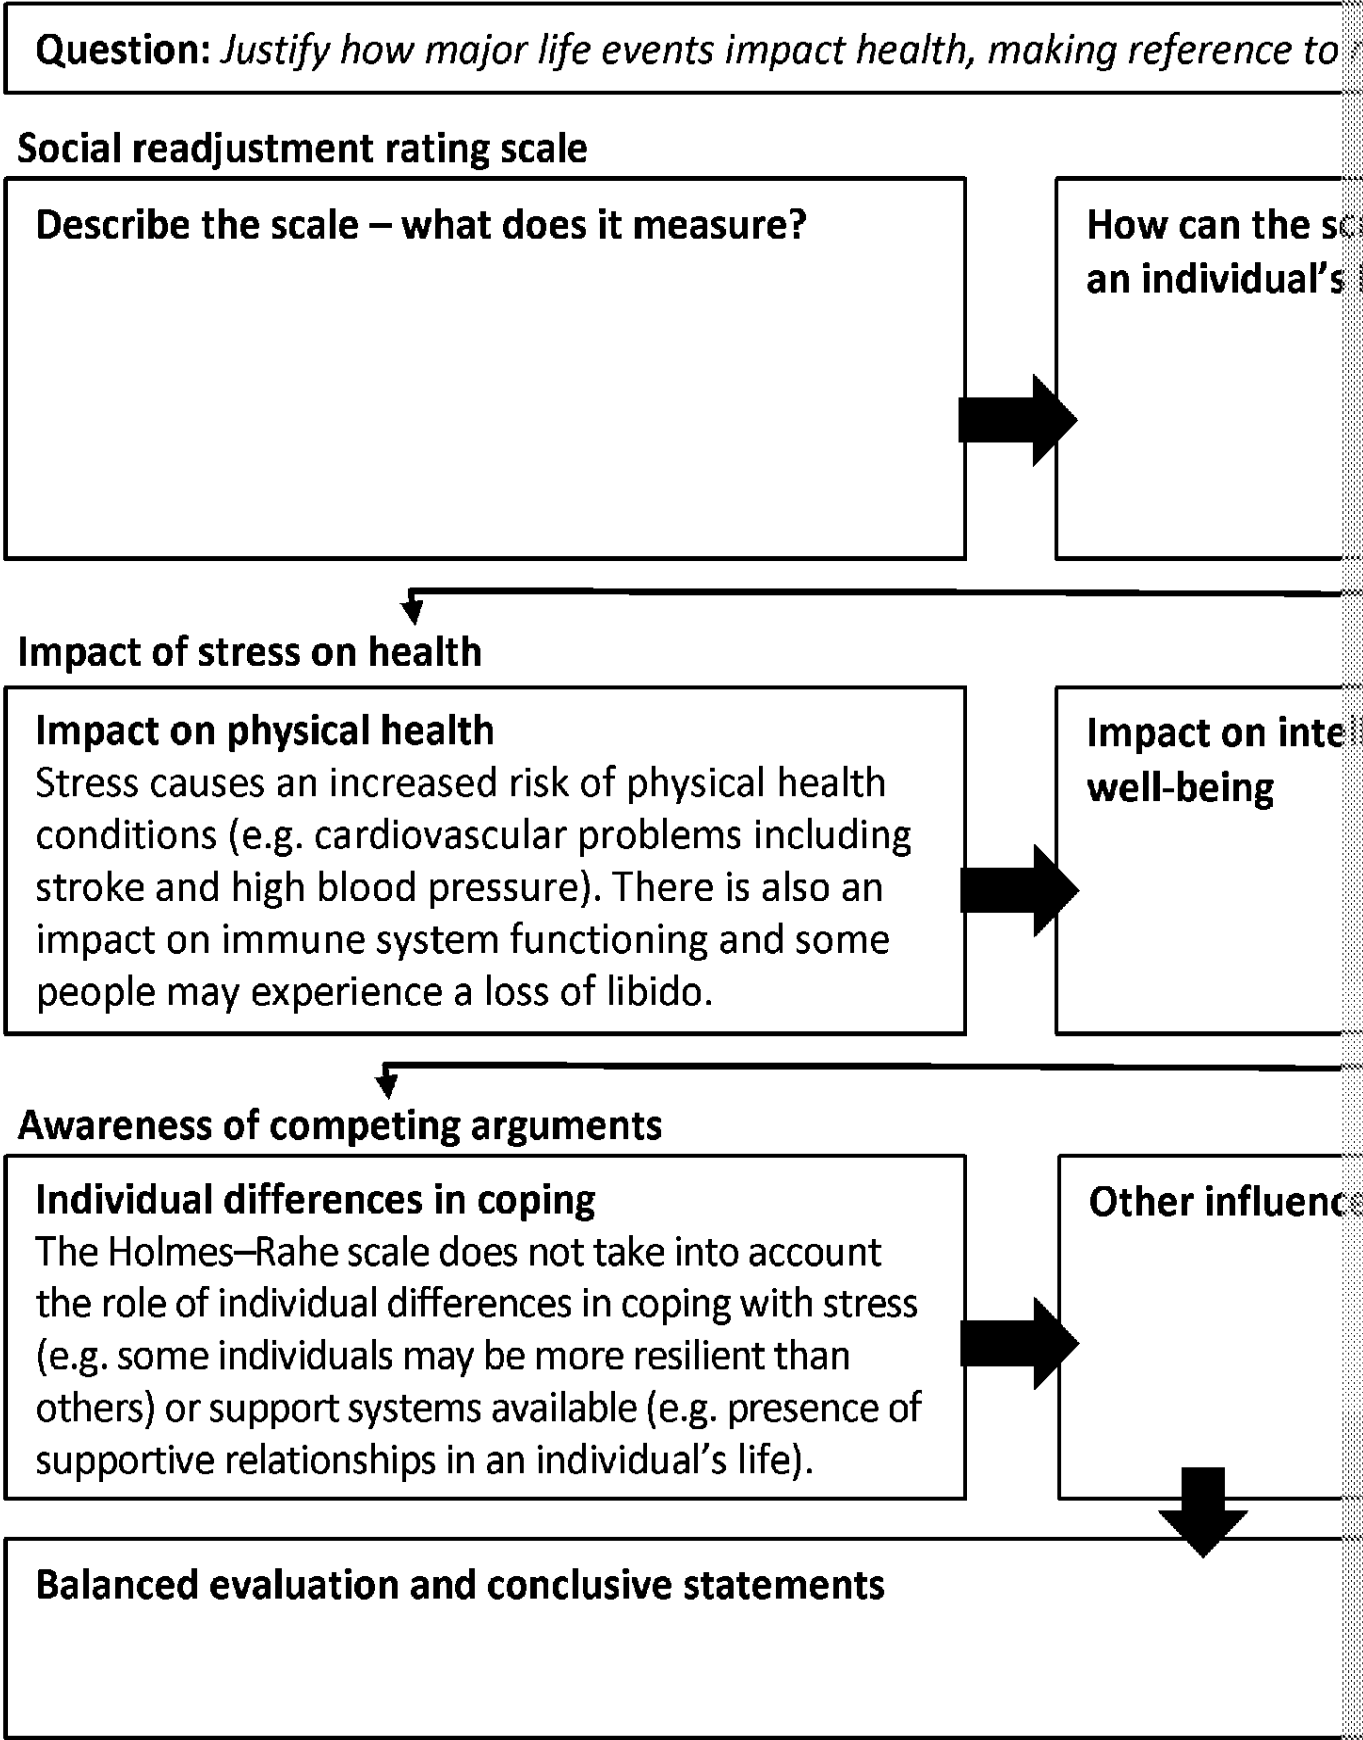 Question: Justify how major life events impact health, making reference to
Social readjustment rating scale
Describe the scale – what does it measure?
How can the
an individual's
Impact of stress on health
Impact on physical health
Stress causes an increased risk of physical health
conditions (e.g. cardiovascular problems including
stroke and high blood pressure). There is also an
impact on immune system functioning and some
people may experience a loss of libido.
Impact on
well-being
Awareness of competing arguments
Individual differences in coping
The Holmes–Rahe scale does not take into account
the role of individual differences in coping with stress
(e.g. some individuals may be more resilient than
others) or support systems available (e.g. presence of
supportive relationships in an individual's life).
Other
Balanced evaluation and conclusive statements